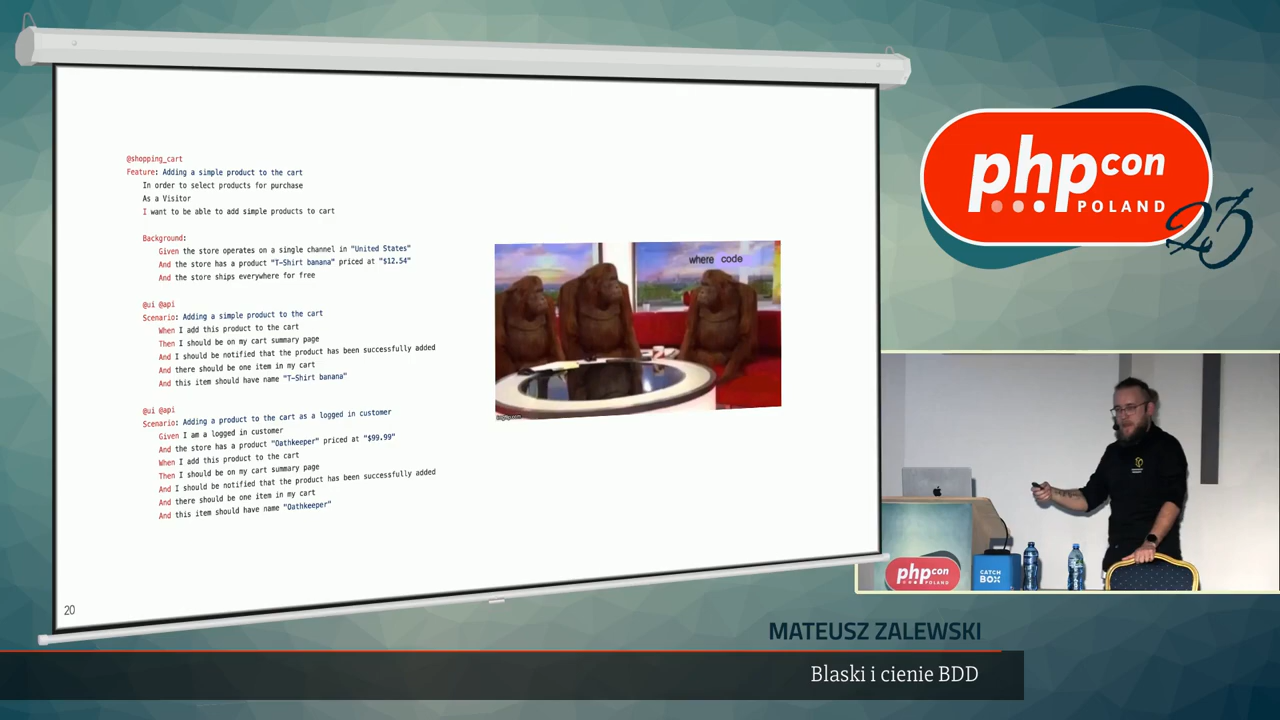 @shopping_cart
Feature: Adding a simple product to the cart
In order to select products for purchase
As a Visitor
I want to be able to add simple products to cart
Background:
Given the store operates on a single channel in "United States"
And the store has a product "T-Shirt banana" priced at "$12.54"
And the store ships everywhere for free
@ui @api
Scenario: Adding a simple product to the cart
When I add this product to the cart
Then I should be on my cart summary page
And I should be notified that the product has been successfully added
And there should be one item in my cart
And this item should have name "T-Shirt banana"
@ui @api
Scenario: Adding a product to the cart as a logged in customer
Given I am a logged in customer
And the store has a product "Oathkeeper" priced at "$99.99"
When I add this product to the cart
Then I should be on my cart summary page
And I should be notified that the product has been successfully added
And there should be one item in my cart
And this item should have name "Oathkeeper"
where code
20
phpcon
POLAND
23
phpcon
POLAND
CATCH
BOX
MATEUSZ ZALEWSKI
Blaski i cienie BDD